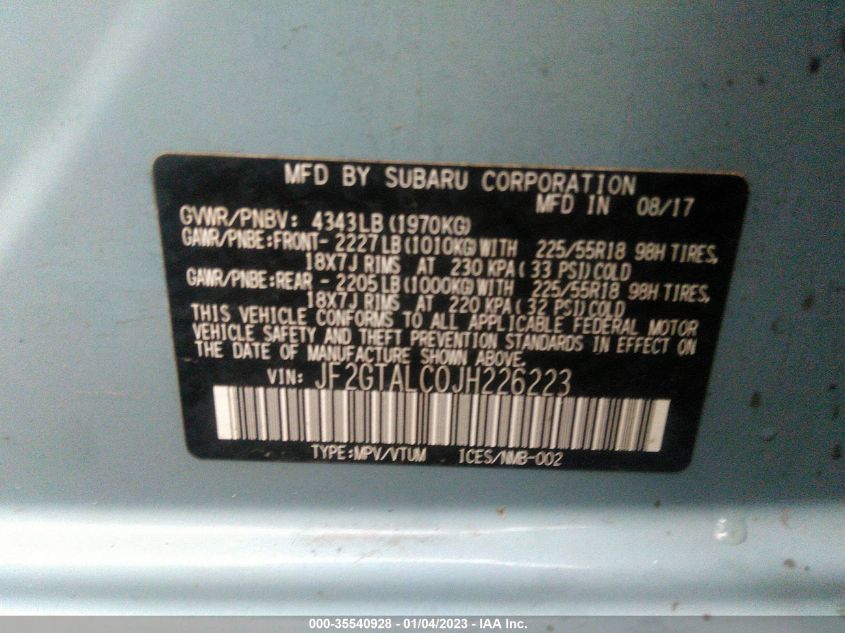 MFD BY SUBARU CORPORATION
MFD IN 08/17
GVWR/PNBV: 4343LB (1970KG)
GAWR/PNBE:FRONT- 2227LB (1010KG)WITH 225/55R18 98H TIRES,
18X7J RIMS AT 230 KPA ( 33 PSI)COLD
GAWR/PNBE:REAR - 2205LB (1000KG)WITH 225/55R18 98H TIRES,
18X7J RIMS AT 220 KPA ( 32 PSI)COLD
THIS VEHICLE CONFORMS TO ALL APPLICABLE FEDERAL MOTOR
VEHICLE SAFETY AND THEFT PREVENTION STANDARDS IN EFFECT ON
THE DATE OF MANUFACTURE SHOWN ABOVE.
VIN: JF2GTALC0JH226223
TYPE:MPV/VTUM ICES/NMB-002
000-35540928 - 01/04/2023 - IAA Inc.